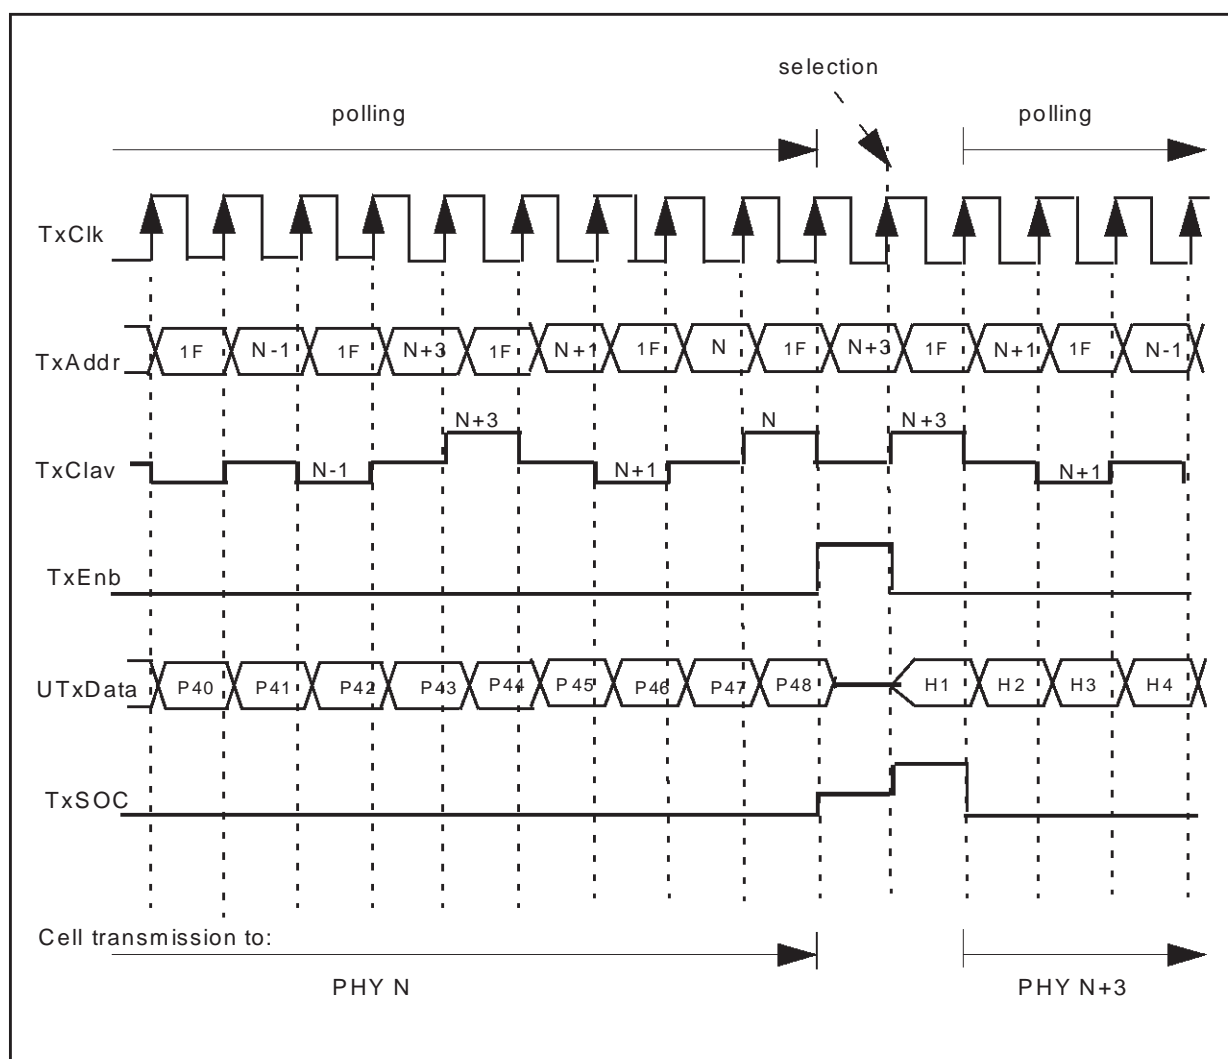 selection
polling polling
TxClk
TxAddr 1F N-1 1F N+3 1F N+1 1F N 1F N+3 1F N+1 1F N-1
N+3 N N+3
TxClav N-1 N+1 N+1
TxEnb
UTxData P40 P41 P42 P43 P44 P45 P46 P47 P48 H1 H2 H3 H4
TxSOC
Cell transmission to:
PHY N PHY N+3